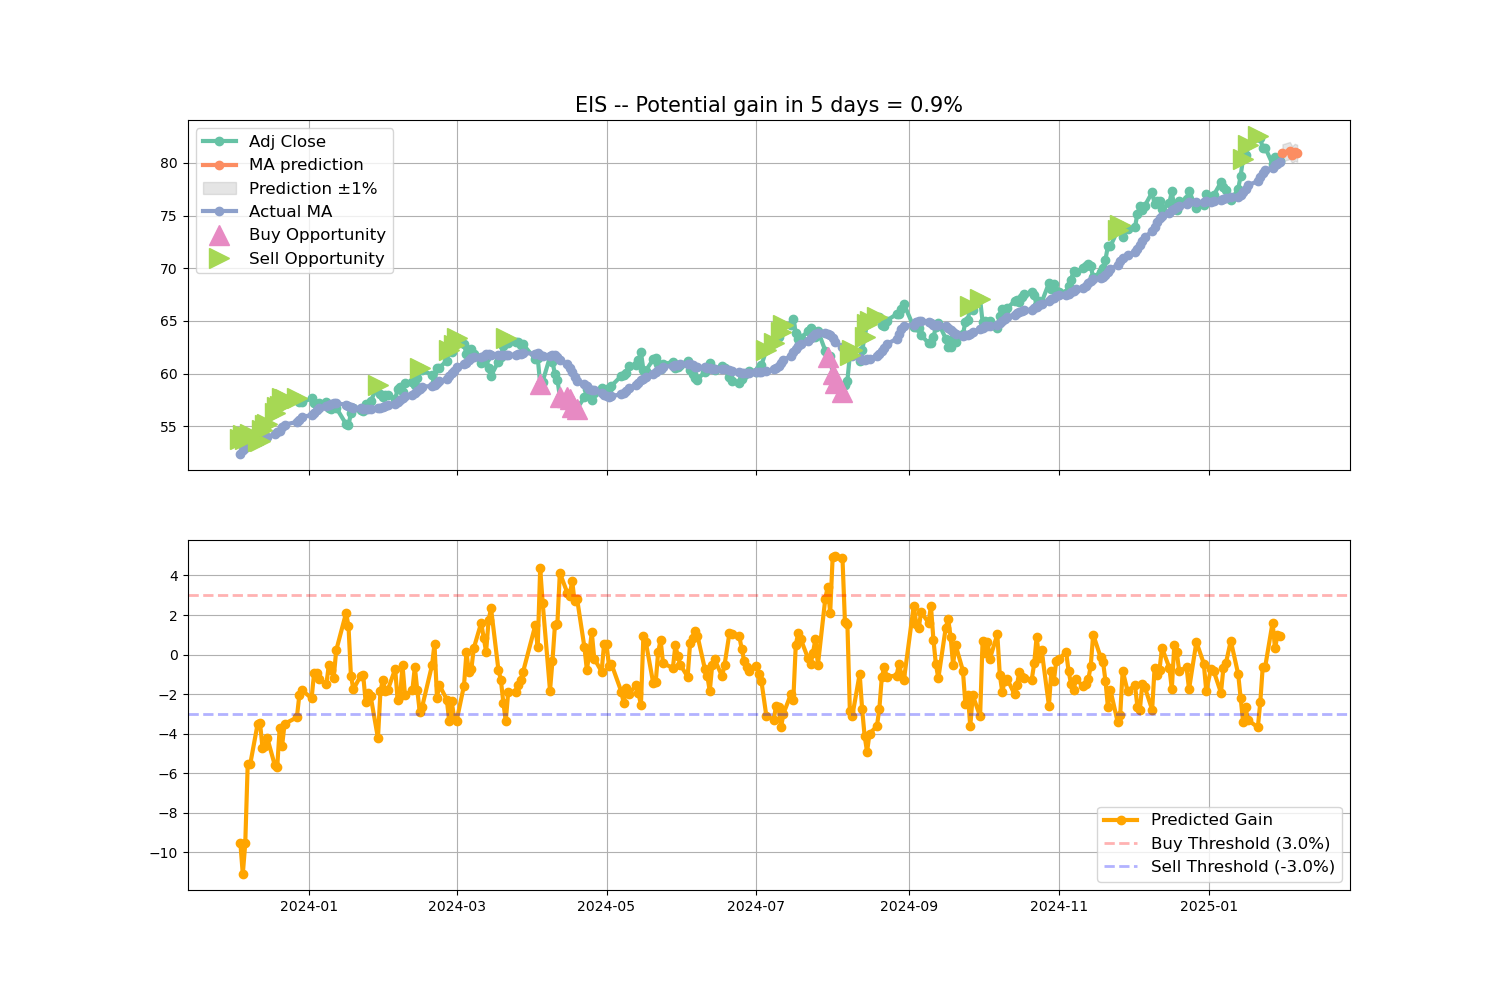 EIS -- Potential gain in 5 days = 0.9%
Adj Close
MA prediction
Prediction ±1%
Actual MA
Buy Opportunity
Sell Opportunity
80
75
70
65
60
55
4
2
0
−2
−4
−6
−8
−10
Predicted Gain
Buy Threshold (3.0%)
Sell Threshold (-3.0%)
2024-01
2024-03
2024-05
2024-07
2024-09
2024-11
2025-01